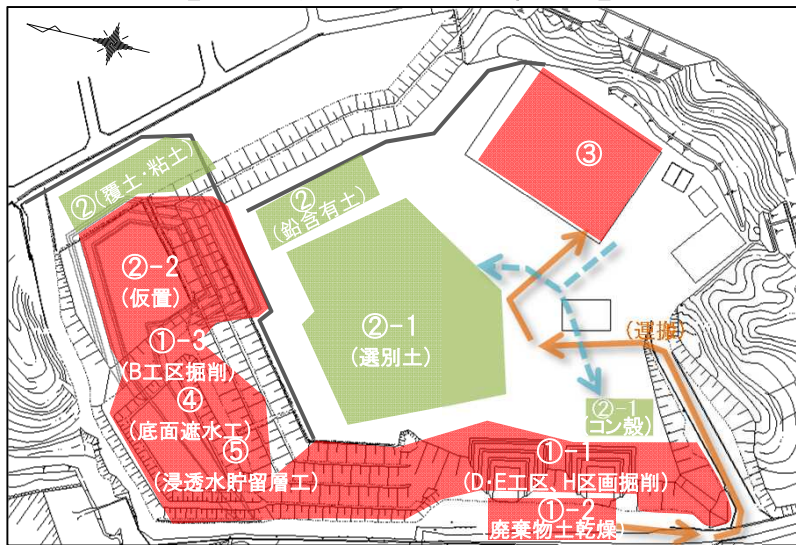 ③
②(覆土・粘土)
②
(鉛含有土)
②-2
(仮置)
②-1
(選別土)
(運搬)
①-3
(B工区掘削)
④
(底面遮水工)
⑤
(浸透水貯留層工)
②-1
(コン殻)
①-1
(D・E工区、H区画掘削)
①-2
廃棄物土乾燥)